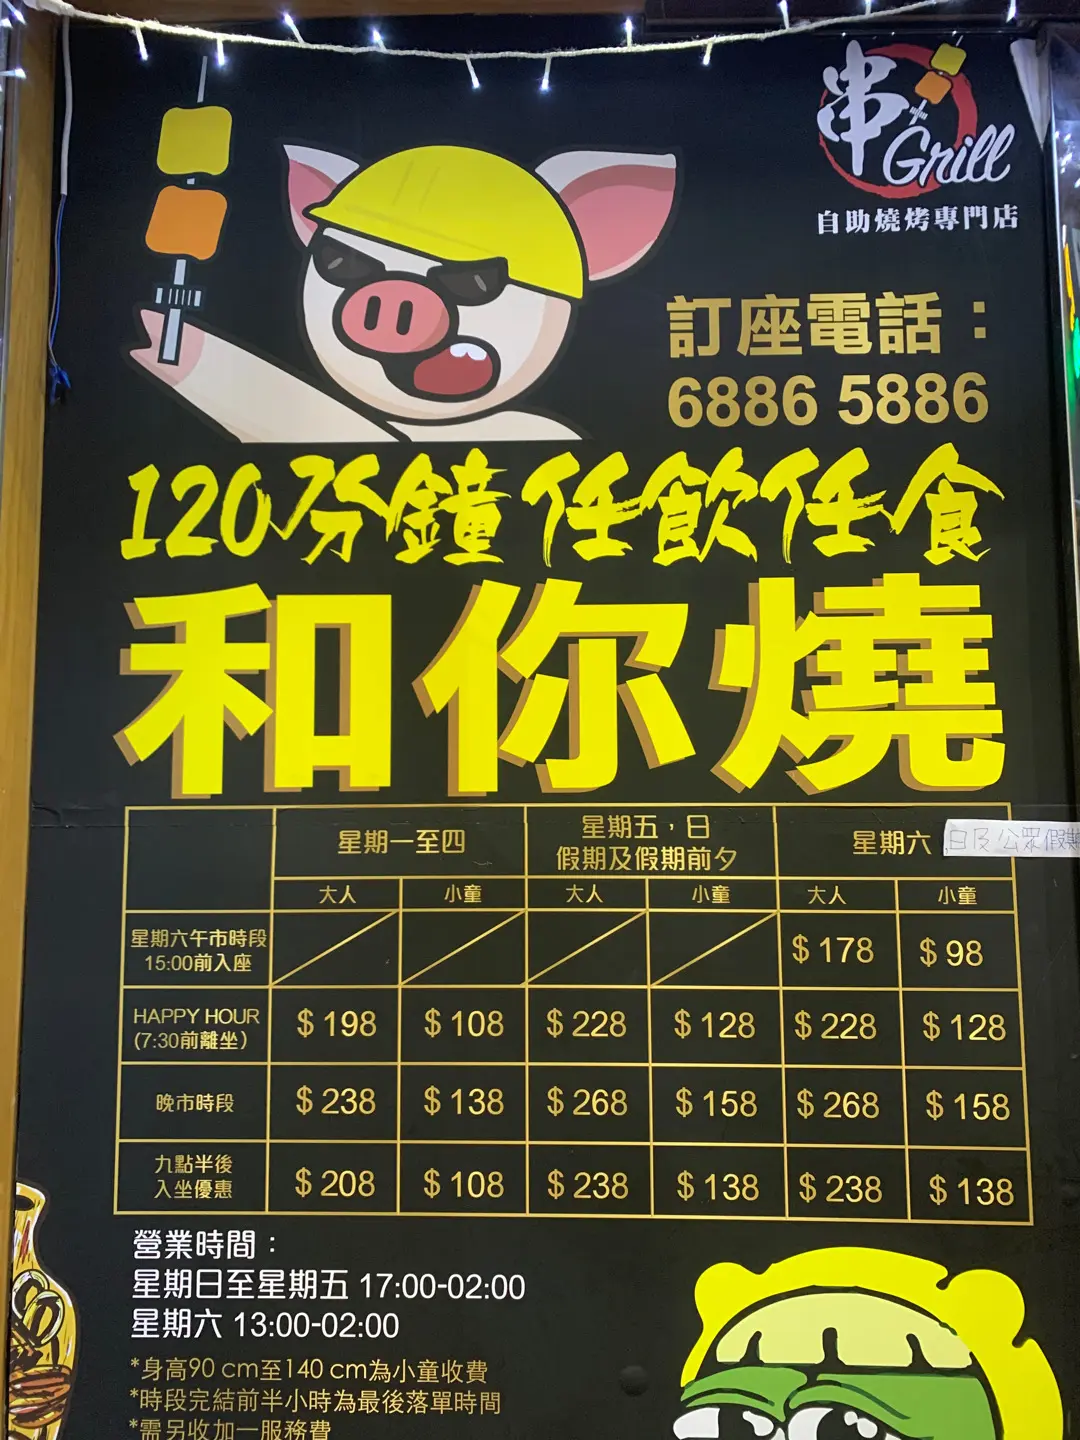 串
Grill
自助燒烤專門店
訂座電話：
6886 5886
120分鐘任飲任食
和你燒
星期一至四
星期五，日
假期及假期前夕
星期六
日及公眾假期
大人 小童 大人 小童 大人 小童
星期六午市時段
15:00前入座
$178 $98
HAPPY HOUR
(7:30前離坐)
$198 $108 $228 $128 $228 $128
晚市時段 $238 $138 $268 $158 $268 $158
九點半後
入坐優惠
$208 $108 $238 $138 $238 $138
營業時間：
星期日至星期五 17:00-02:00
星期六 13:00-02:00
*身高90 cm至140 cm為小童收費
*時段完結前半小時為最後落單時間
*需另收加一服務費